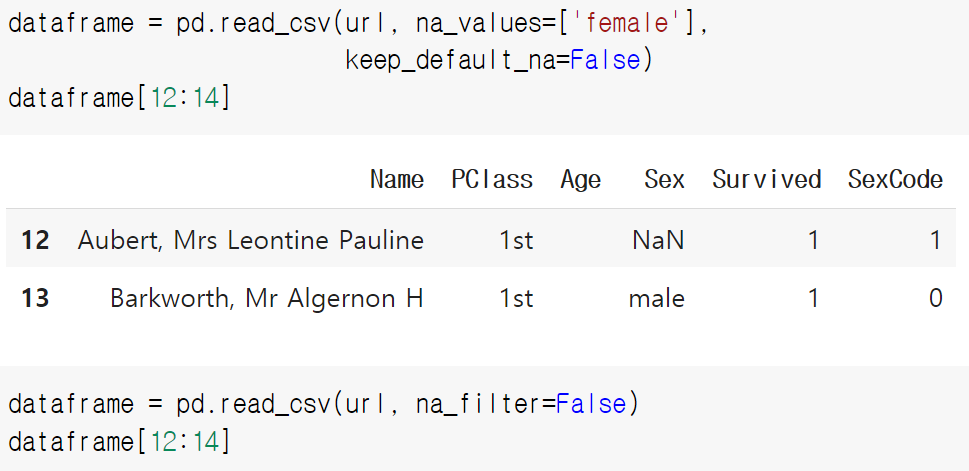 dataframe = pd.read_csv(url, na_values=['female'],
keep_default_na=False)
dataframe[12:14]
Name PClass Age Sex Survived SexCode
12 Aubert, Mrs Leontine Pauline 1st NaN 1 1
13 Barkworth, Mr Algernon H 1st male 1 0
dataframe = pd.read_csv(url, na_filter=False)
dataframe[12:14]